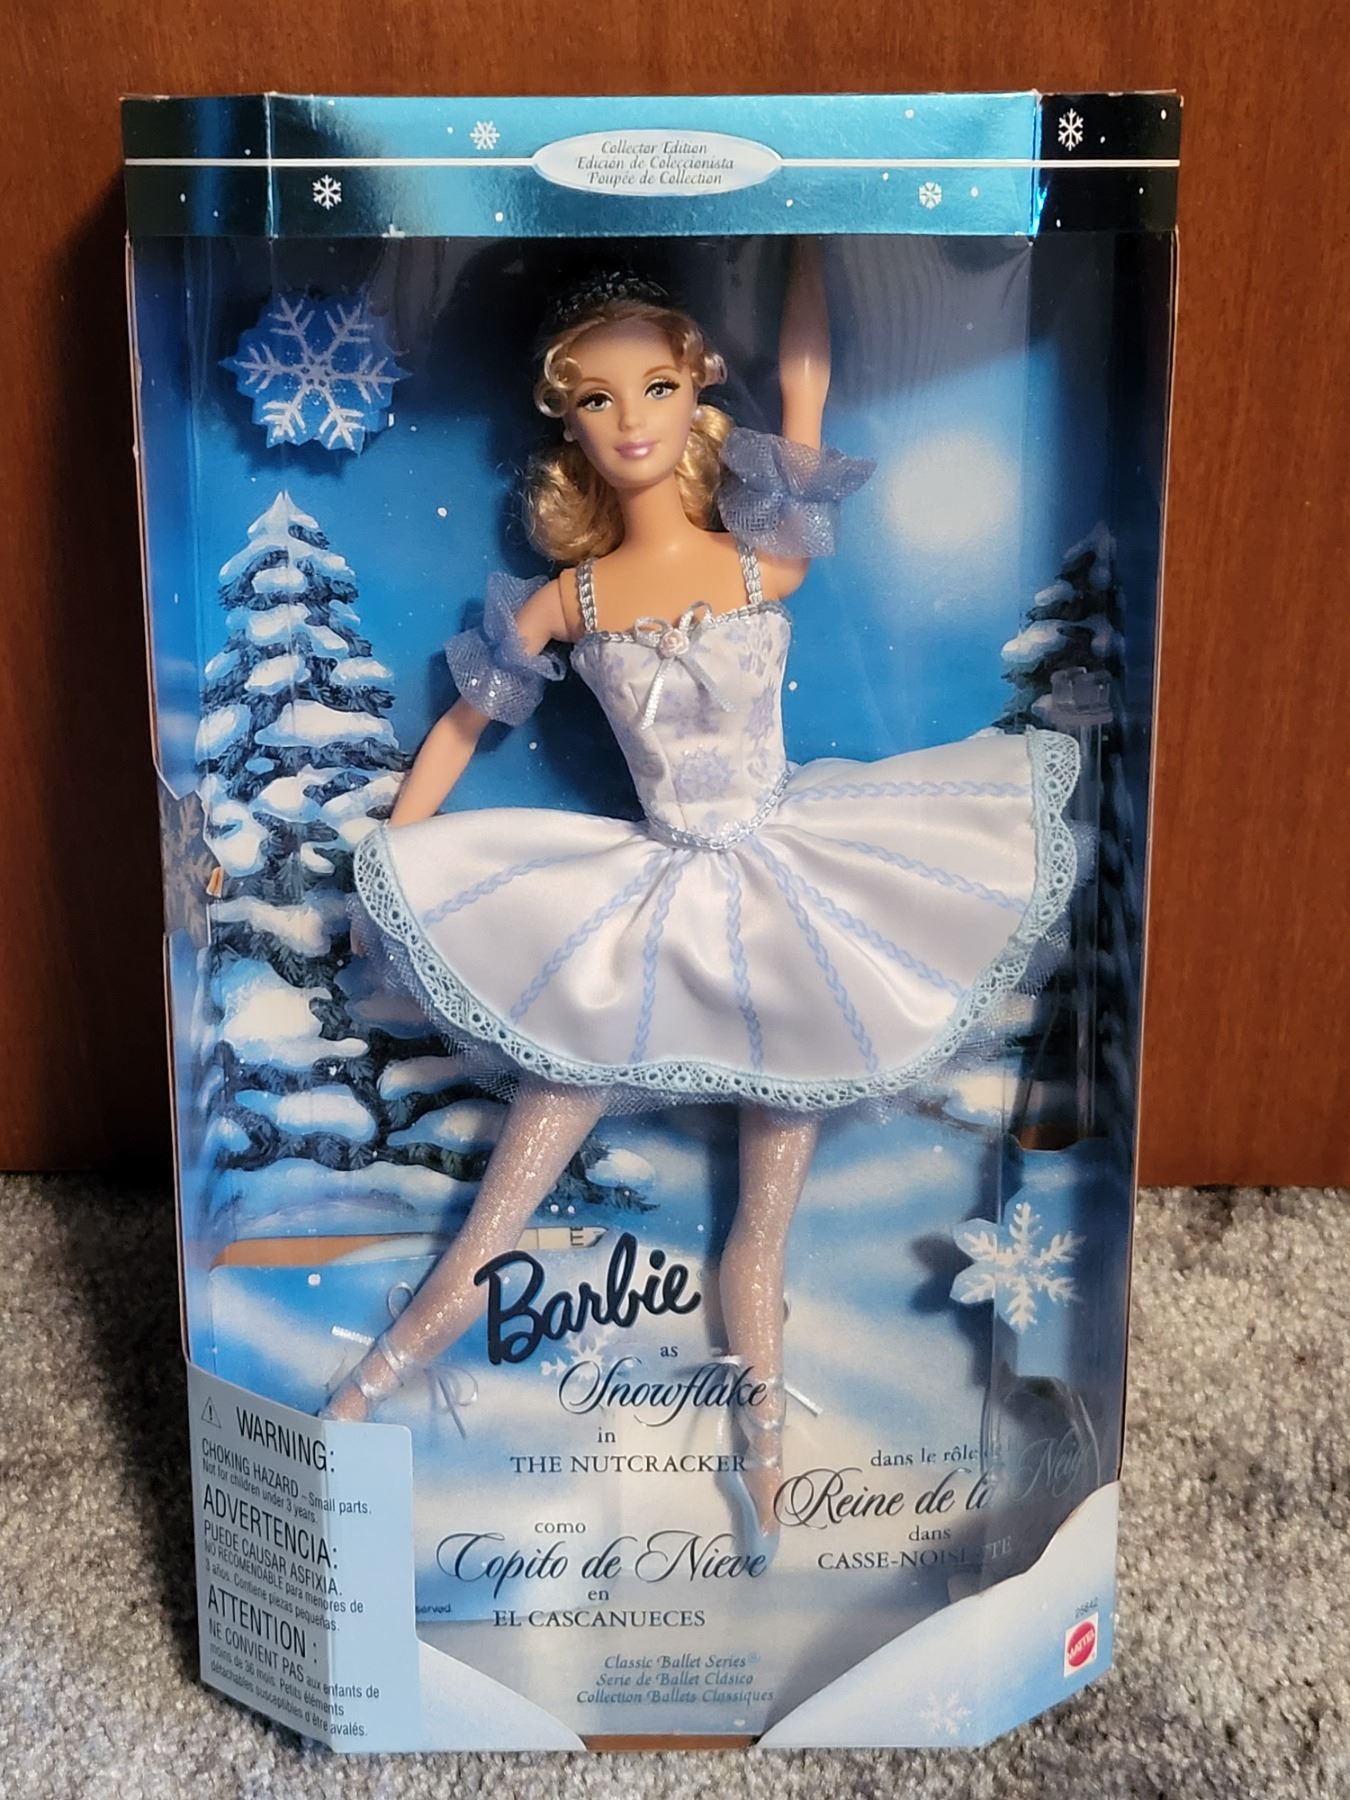 Collector Edition
Edición de Coleccionista
Poupée de Collection
Barbie
as
Snowflake
in
THE NUTCRACKER
como
Copito de Nieve
en
EL CASCANUECES
dans le rôle de
Reine de la Neige
dans
CASSE-NOISETTE
Classic Ballet Series®
Serie de Ballet Clásico
Collection Ballets Classiques
WARNING:
CHOKING HAZARD – Small parts.
Not for children under 3 years.
ADVERTENCIA:
PUEDE CAUSAR ASFIXIA.
NO RECOMENDABLE para menores de
3 años. Contiene piezas pequeñas.
ATTENTION :
NE CONVIENT PAS aux enfants de
moins de 36 mois. Petits éléments
détachables susceptibles d'être avalés.
25642
MATTEL